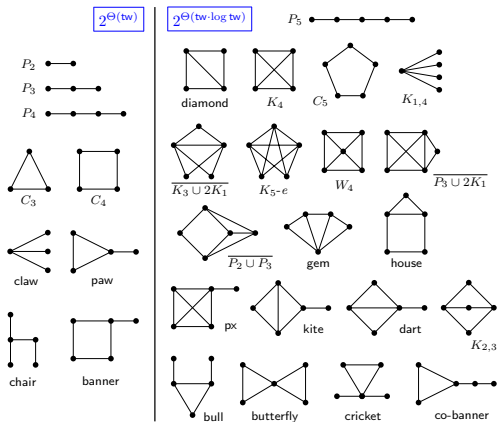 2^{Θ(tw)}
P_2
P_3
P_4
C_3 C_4
claw paw
chair banner
2^{Θ(tw·log tw)}
P_5
diamond K_4 C_5 K_{1,4}
\overline{K_3 ∪ 2K_1} K_5-e W_4 \overline{P_3 ∪ 2K_1}
\overline{P_2 ∪ P_3} gem house
px kite dart K_{2,3}
bull butterfly cricket co-banner